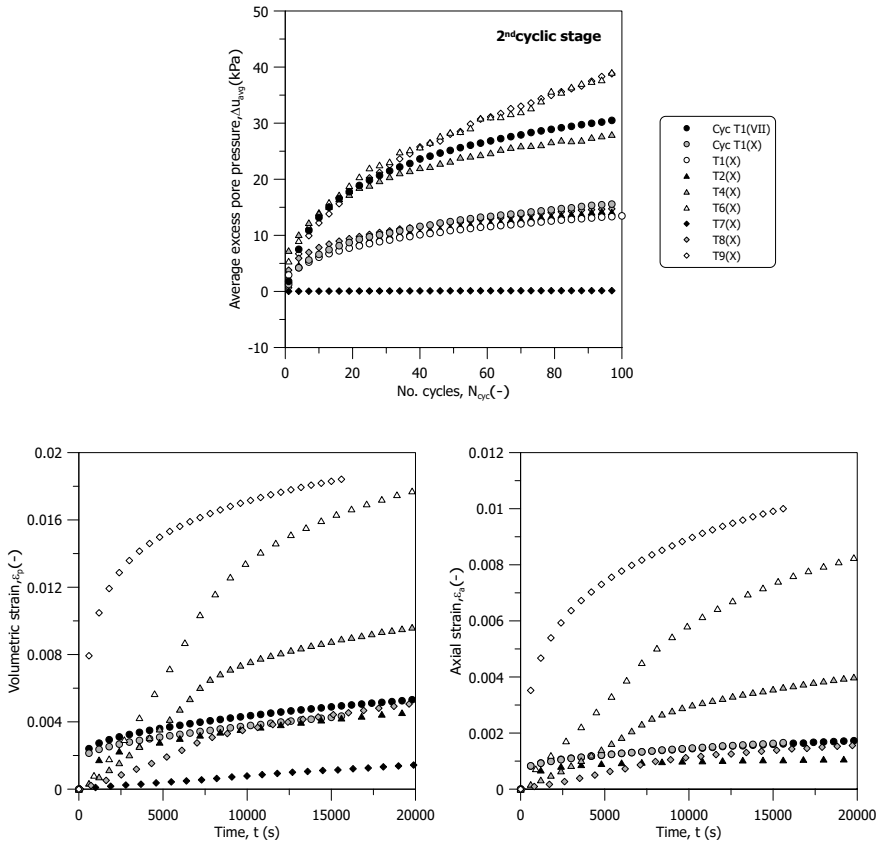 2nd cyclic stage
Average excess pore pressure, Δu avg (kPa)
50
40
30
20
10
0
-10
0 20 40 60 80 100
No. cycles, Ncyc(-)
Cyc T1(VII)
Cyc T1(X)
T1(X)
T2(X)
T4(X)
T6(X)
T7(X)
T8(X)
T9(X)
Volumetric strain, εp(-)
0.02
0.016
0.012
0.008
0.004
0
0 5000 10000 15000 20000
Time, t (s)
Axial strain, εa(-)
0.012
0.01
0.008
0.006
0.004
0.002
0
0 5000 10000 15000 20000
Time, t (s)